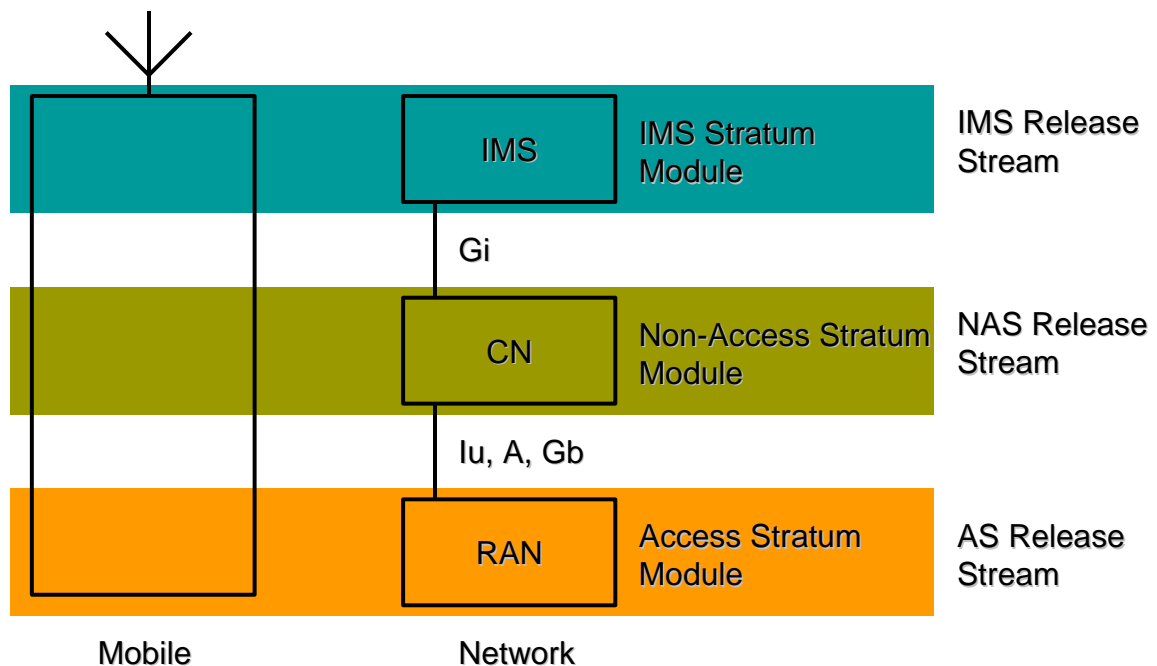 IMS
IMS Stratum
Module
IMS Release
Stream
Gi
CN
Non-Access Stratum
Module
NAS Release
Stream
Iu, A, Gb
RAN
Access Stratum
Module
AS Release
Stream
Mobile
Network